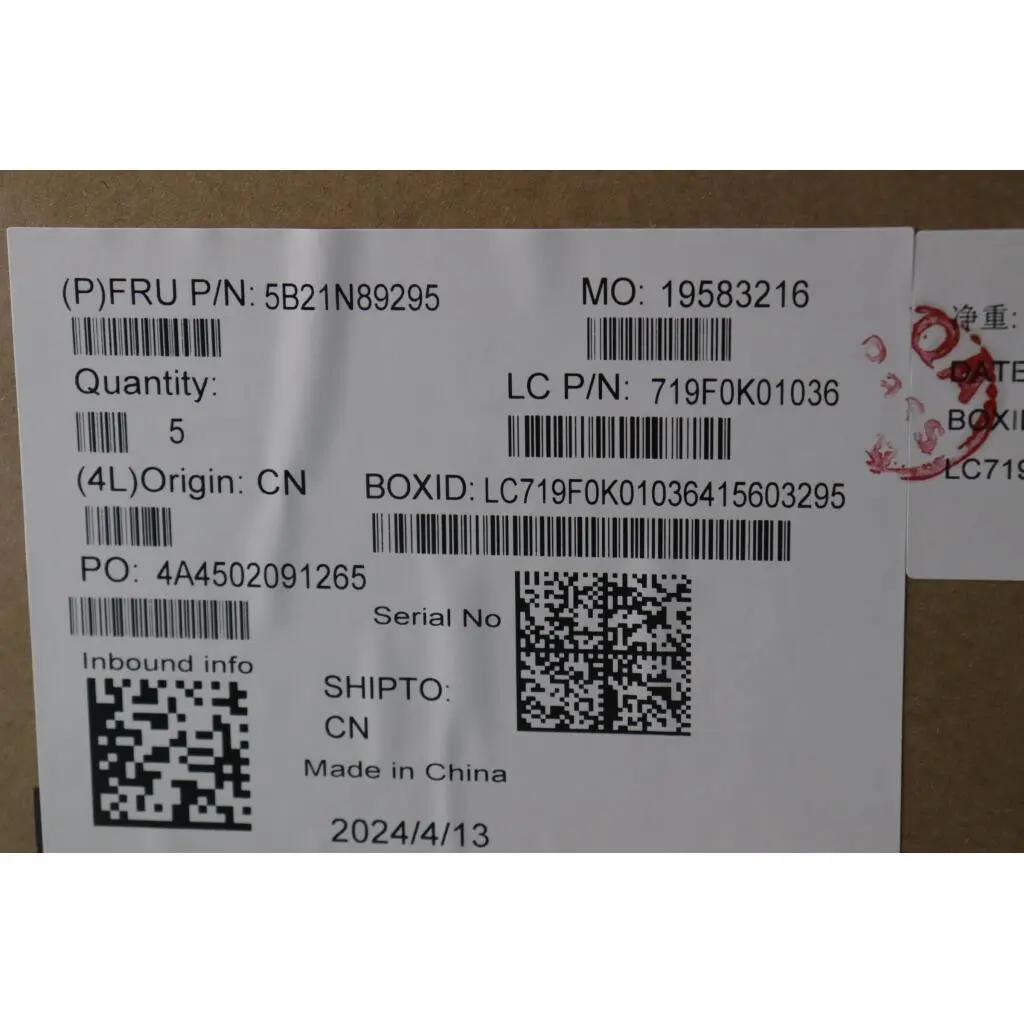 (P)FRU P/N: 5B21N89295
MO: 19583216
Quantity:
5
LC P/N: 719F0K01036
(4L)Origin: CN
BOXID: LC719F0K01036415603295
PO: 4A4502091265
Serial No
Inbound info
SHIPTO:
CN
Made in China
2024/4/13
净重:
DATE
BOXI
LC719